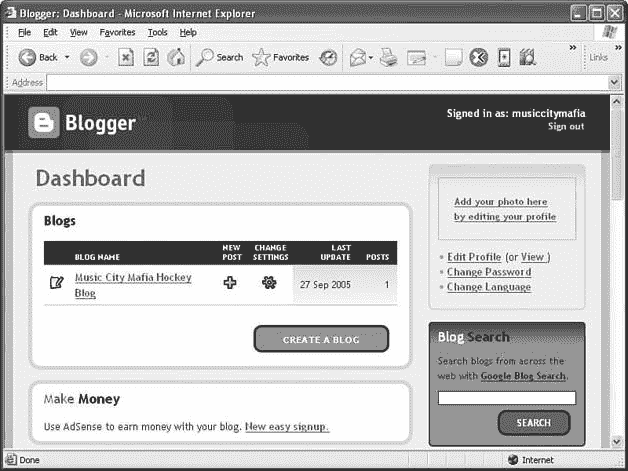 Blogger: Dashboard - Microsoft Internet Explorer
File Edit View Favorites Tools Help
Back Search Favorites Links
Address
Blogger
Signed in as: musiccitymafia
Sign out
Dashboard
Blogs
BLOG NAME NEW POST CHANGE SETTINGS LAST UPDATE POSTS
Music City Mafia Hockey
Blog
27 Sep 2005 1
CREATE A BLOG
Make Money
Use AdSense to earn money with your blog. New easy signup.
Add your photo here
by editing your profile
Edit Profile (or View )
Change Password
Change Language
Blog Search
Search blogs from across the
web with Google Blog Search.
SEARCH
Done Internet